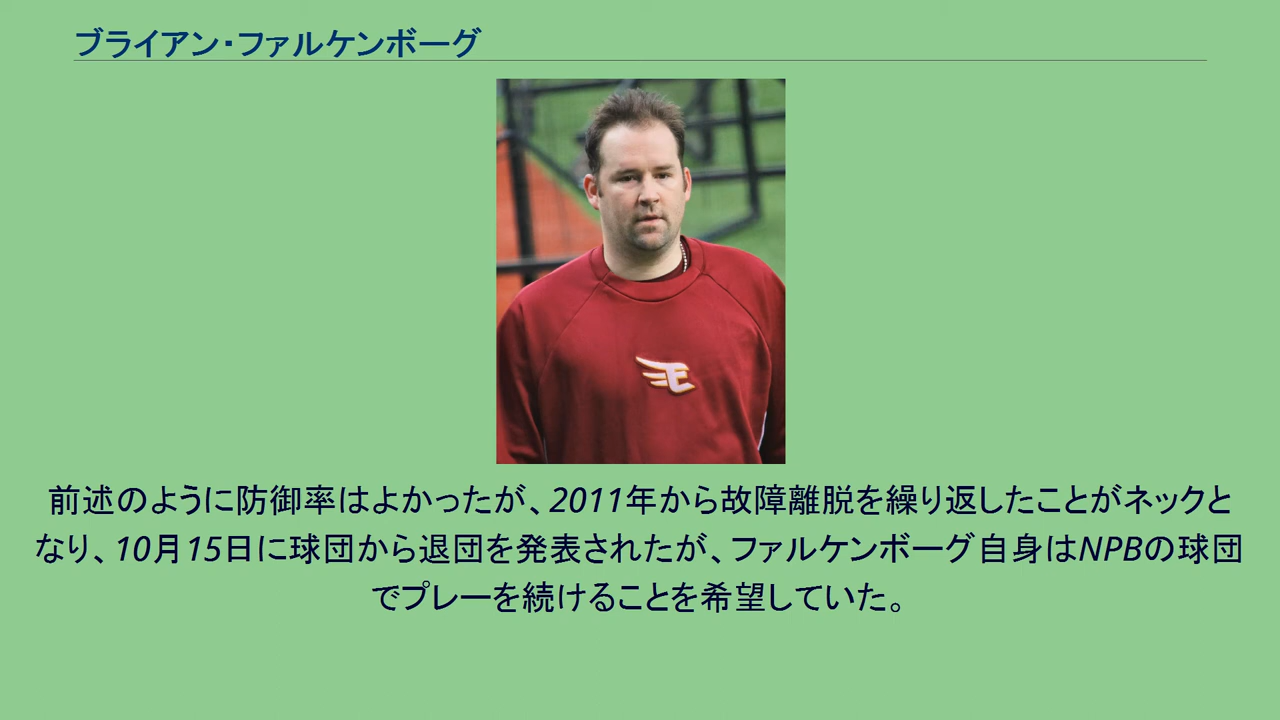 ブライアン・ファルケンボーグ
前述のように防御率はよかったが、2011年から故障離脱を繰り返したことがネックと
なり、10月15日に球団から退団を発表されたが、ファルケンボーグ自身はNPBの球団
でプレーを続けることを希望していた。